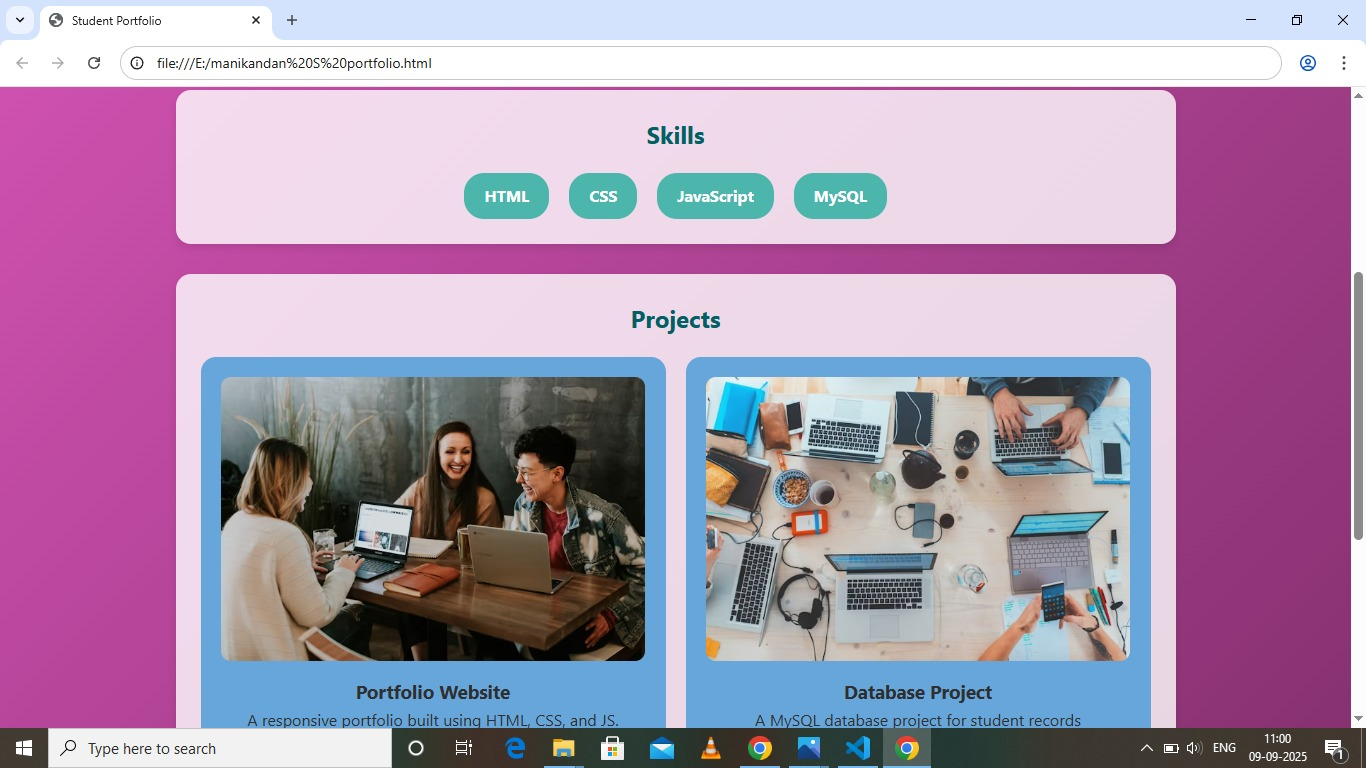 Student Portfolio
file:///E:/manikandan%20S%20portfolio.html
Skills
HTML CSS JavaScript MySQL
Projects
Portfolio Website
A responsive portfolio built using HTML, CSS, and JS.
Database Project
A MySQL database project for student records
Type here to search
ENG
11:00
09-09-2025
1